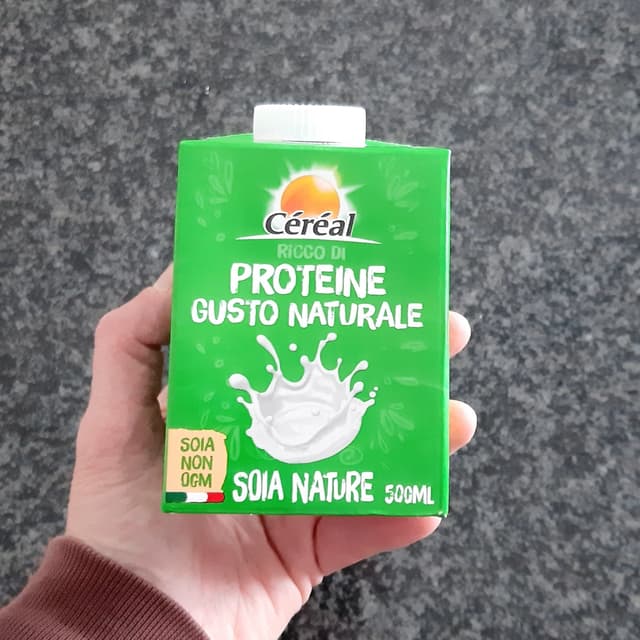 Céréal
RICCO DI
PROTEINE
GUSTO NATURALE
SOIA
NON
OGM
SOIA NATURE 500ML